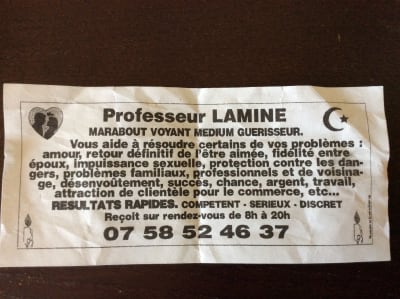 Professeur LAMINE
MARABOUT VOYANT MEDIUM GUERISSEUR.
Vous aide à résoudre certains de vos problèmes :
amour, retour définitif de l'être aimée, fidélité entre
époux, impuissance sexuelle, protection contre les dan-
gers, problèmes familiaux, professionnels et de voisina-
ge, désenvoûtement, succès, chance, argent, travail,
attraction de clientèle pour le commerce, etc...
RESULTATS RAPIDES. COMPETENT - SERIEUX - DISCRET
Reçoit sur rendez-vous de 8h à 20h
07 58 52 46 37